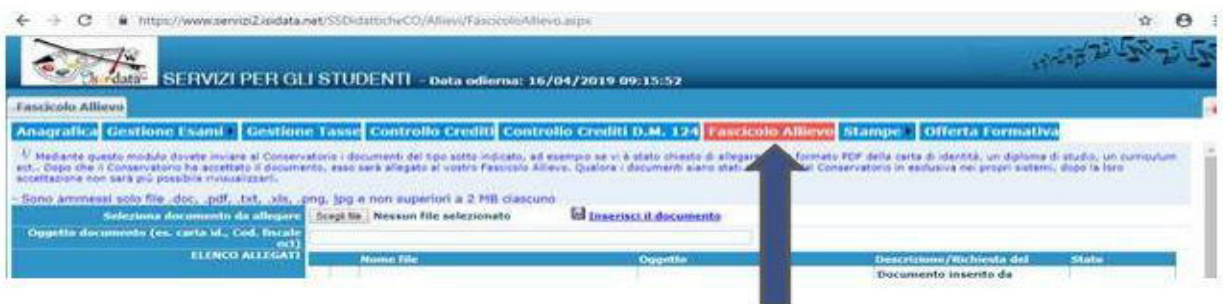 https://www.servizi2.isidata.net/SSDidatticheCO/Allievi/FascicoloAllievo.aspx
SERVIZI PER GLI STUDENTI - Data odierna: 16/04/2019 09:15:52
Fascicolo Allievo
Anagrafica Gestione Esami Gestione Tasse Controllo Crediti Controllo Crediti D.M. 124 Fascicolo Allievo Stampe Offerta Formativa
Mediante questo modulo dovete inviare al Conservatorio i documenti del tipo sotto indicato, ad esempio se vi è stato chiesto di allegare formato PDF della carta di identità, un diploma di studio, un curriculum
ect.. Dopo che il Conservatorio ha accettato il documento, esso sarà allegato al vostro Fascicolo Allievo. Qualora i documenti siano stati Conservatorio in esclusiva nei propri sistemi, dopo la loro
accettazione non sarà più possibile rivisualizzarli.
- Sono ammessi solo file .doc, .pdf, .txt, .xls, .png, jpg e non superiori a 2 MB ciascuno
Seleziona documento da allegare Scegli file Nessun file selezionato Inserisci il documento
Oggetto documento (es. carta id., Cod. fiscale
ect)
ELENCO ALLEGATI Nome file Oggetto Descrizione/Richiesta del Stato
Documento inserito da